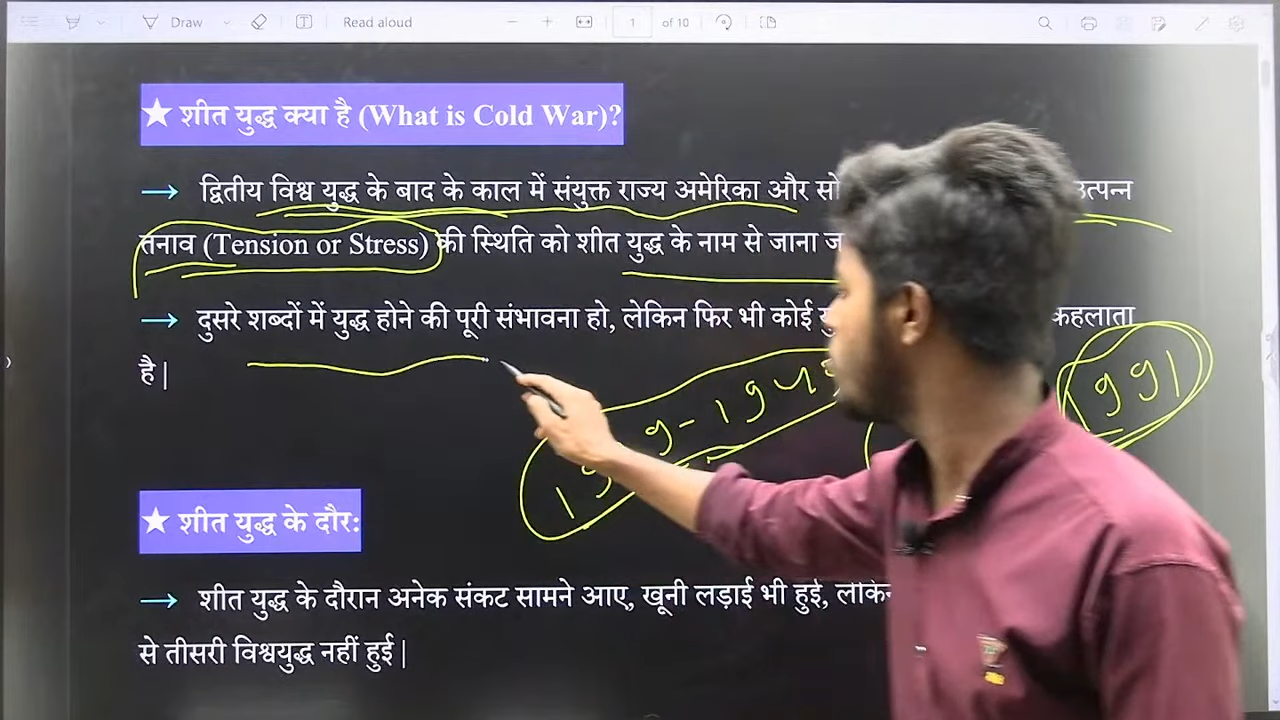 Draw
Read aloud
1 of 10
★ शीत युद्ध क्या है (What is Cold War)?
→ द्वितीय विश्व युद्ध के बाद के काल में संयुक्त राज्य अमेरिका और उत्पन्न
तनाव (Tension or Stress) की स्थिति को शीत युद्ध के नाम से जाना
→ दुसरे शब्दों में युद्ध होने की पूरी संभावना हो, लेकिन फिर भी कोई कहलाता
है |
★ शीत युद्ध के दौर:
→ शीत युद्ध के दौरान अनेक संकट सामने आए, खूनी लड़ाई भी हुई, लेकिन
से तीसरी विश्वयुद्ध नहीं हुई |